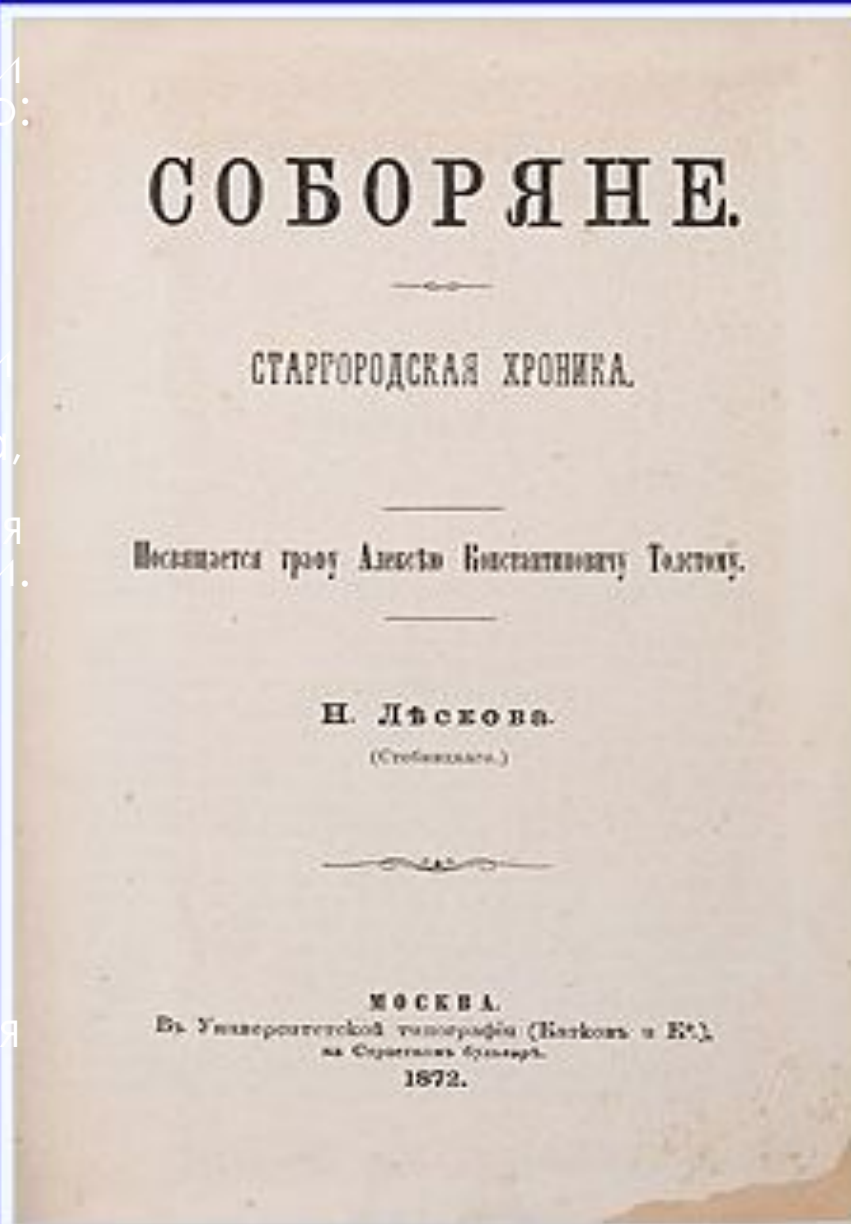 СОБОРЯНЕ.
СТАРГОРОДСКАЯ ХРОНИКА.
Посвящается графу Алексѣю Константиновичу Толстому.
Н. Лѣскова.
(Стебницкаго.)
МОСКВА.
Въ Университетской типографіи (Катковъ и К°.),
на Страстномъ бульварѣ.
1872.